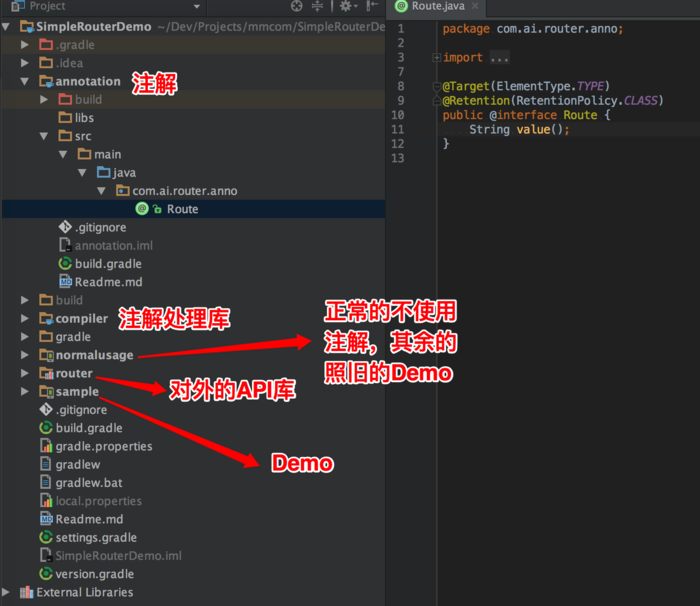 Project
SimpleRouterDemo ~/Dev/Projects/mmcom/SimpleRouterDemo
.gradle
.idea
annotation
注解
build
libs
src
main
java
com.ai.router.anno
Route
.gitignore
annotation.iml
build.gradle
Readme.md
build
compiler
注解处理库
gradle
normalusage
正常的不使用
注解，其余的
照旧的Demo
router
对外的API库
sample
Demo
.gitignore
build.gradle
gradle.properties
gradlew
gradlew.bat
local.properties
Readme.md
settings.gradle
SimpleRouterDemo.iml
version.gradle
External Libraries
Route.java
1 package com.ai.router.anno;
2
3 import ...
7
8 @Target(ElementType.TYPE)
9 @Retention(RetentionPolicy.CLASS)
10 public @interface Route {
11 String value();
12 }
13